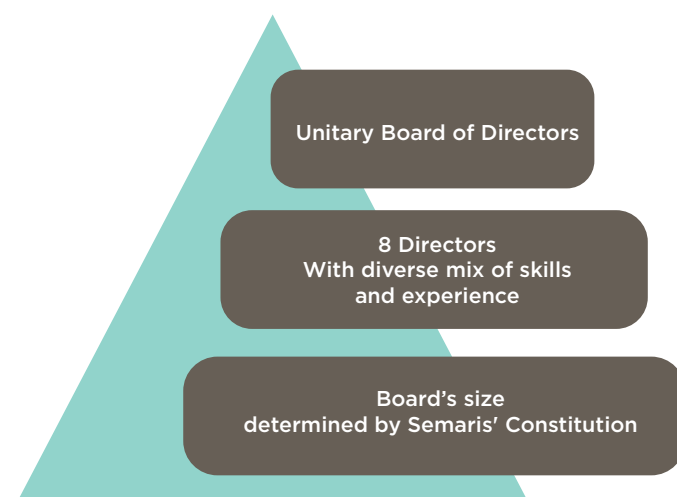 Unitary Board of Directors
8 Directors
With diverse mix of skills
and experience
Board’s size
determined by Semaris' Constitution